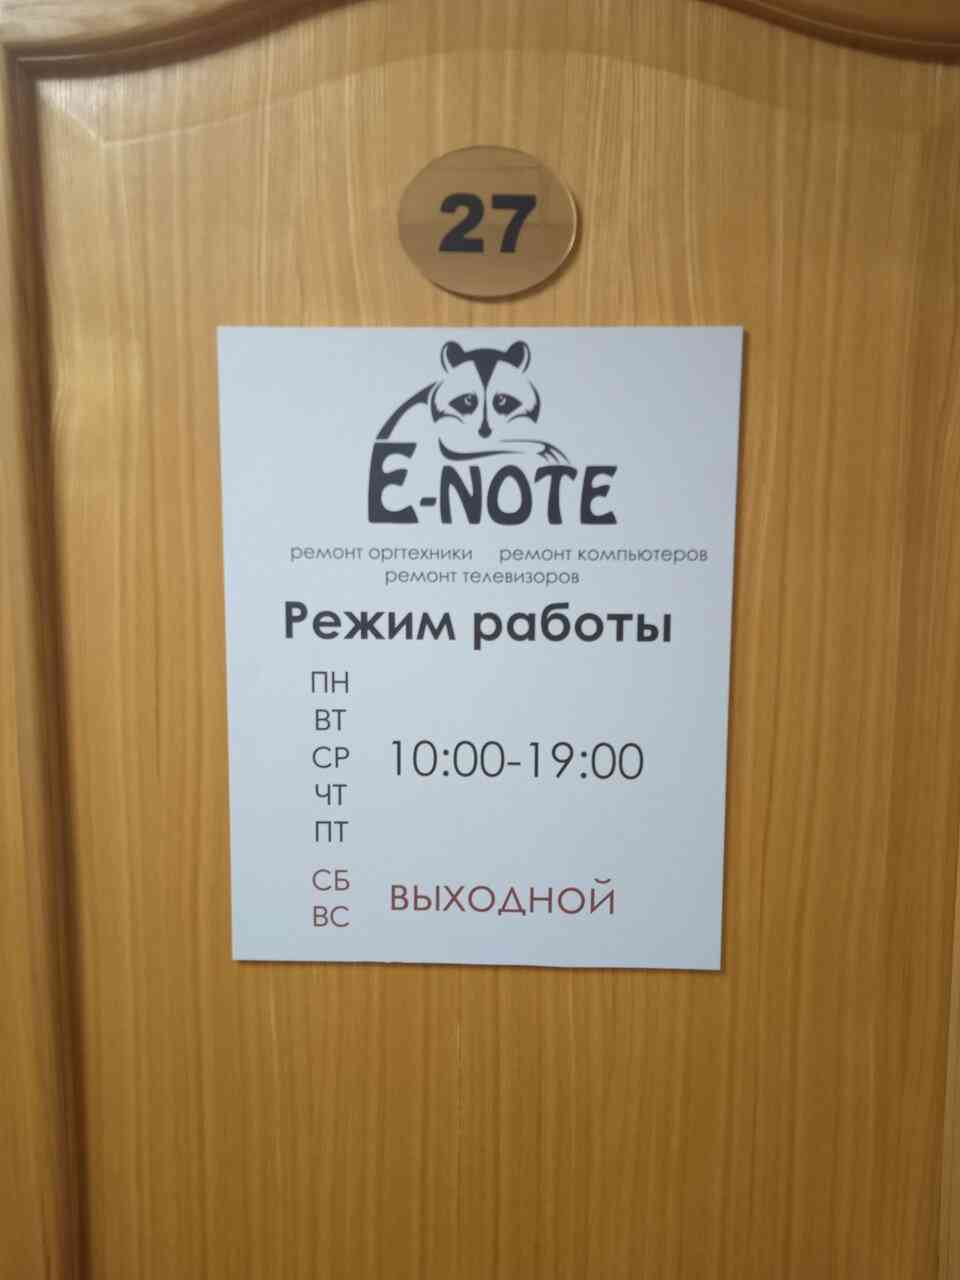 27
E-NOTE
ремонт оргтехники ремонт компьютеров
ремонт телевизоров
Режим работы
ПН
ВТ
СР 10:00-19:00
ЧТ
ПТ
СБ
ВС
ВЫХОДНОЙ